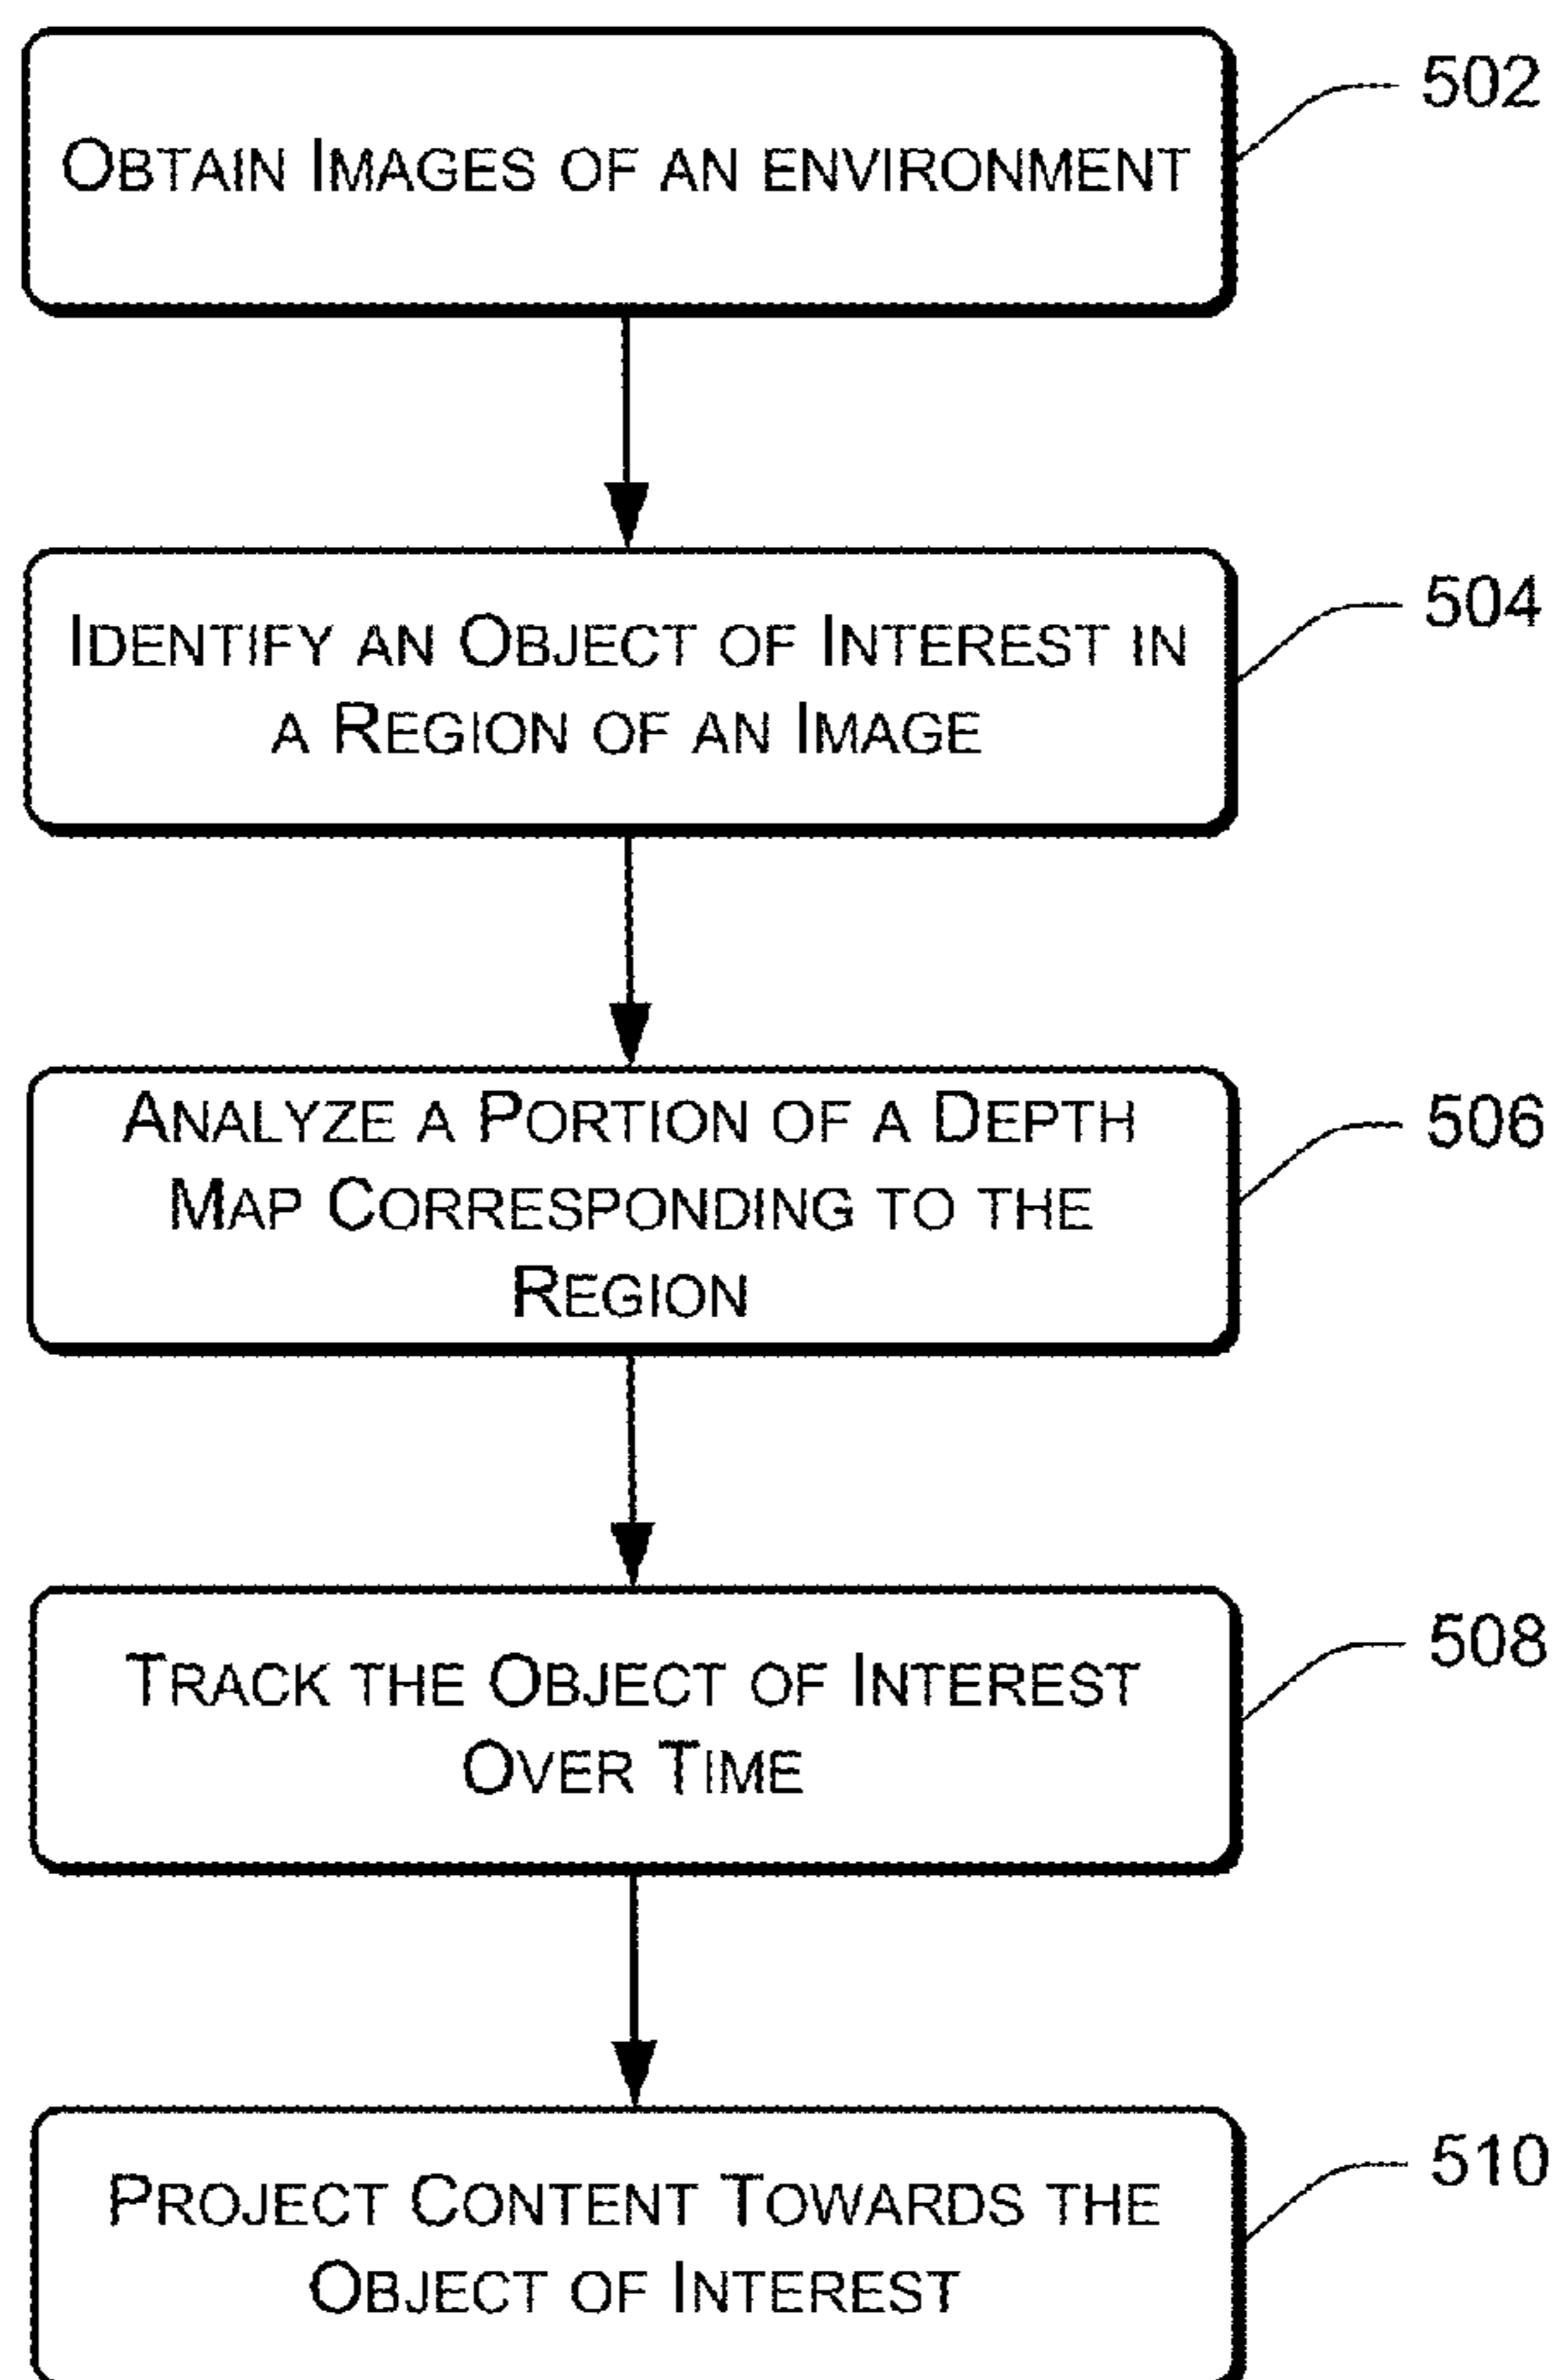 OBTAIN IMAGES OF AN ENVIRONMENT
502
IDENTIFY AN OBJECT OF INTEREST IN
A REGION OF AN IMAGE
504
ANALYZE A PORTION OF A DEPTH
MAP CORRESPONDING TO THE
REGION
506
TRACK THE OBJECT OF INTEREST
OVER TIME
508
PROJECT CONTENT TOWARDS THE
OBJECT OF INTEREST
510